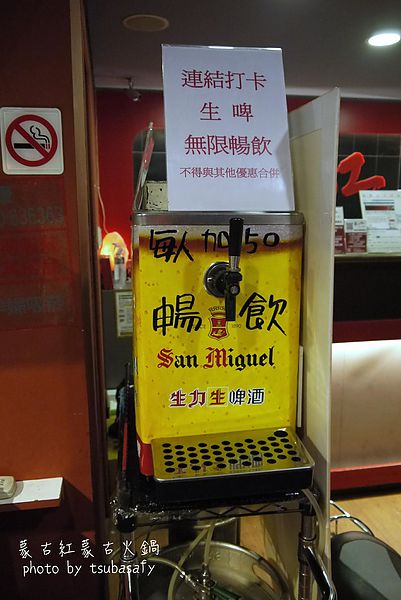 連結打卡
生啤
無限暢飲
不得與其他優惠合併
每人加50
暢飲
San Miguel
生力生啤酒
蒙古紅蒙古火鍋
photo by tsubasafy